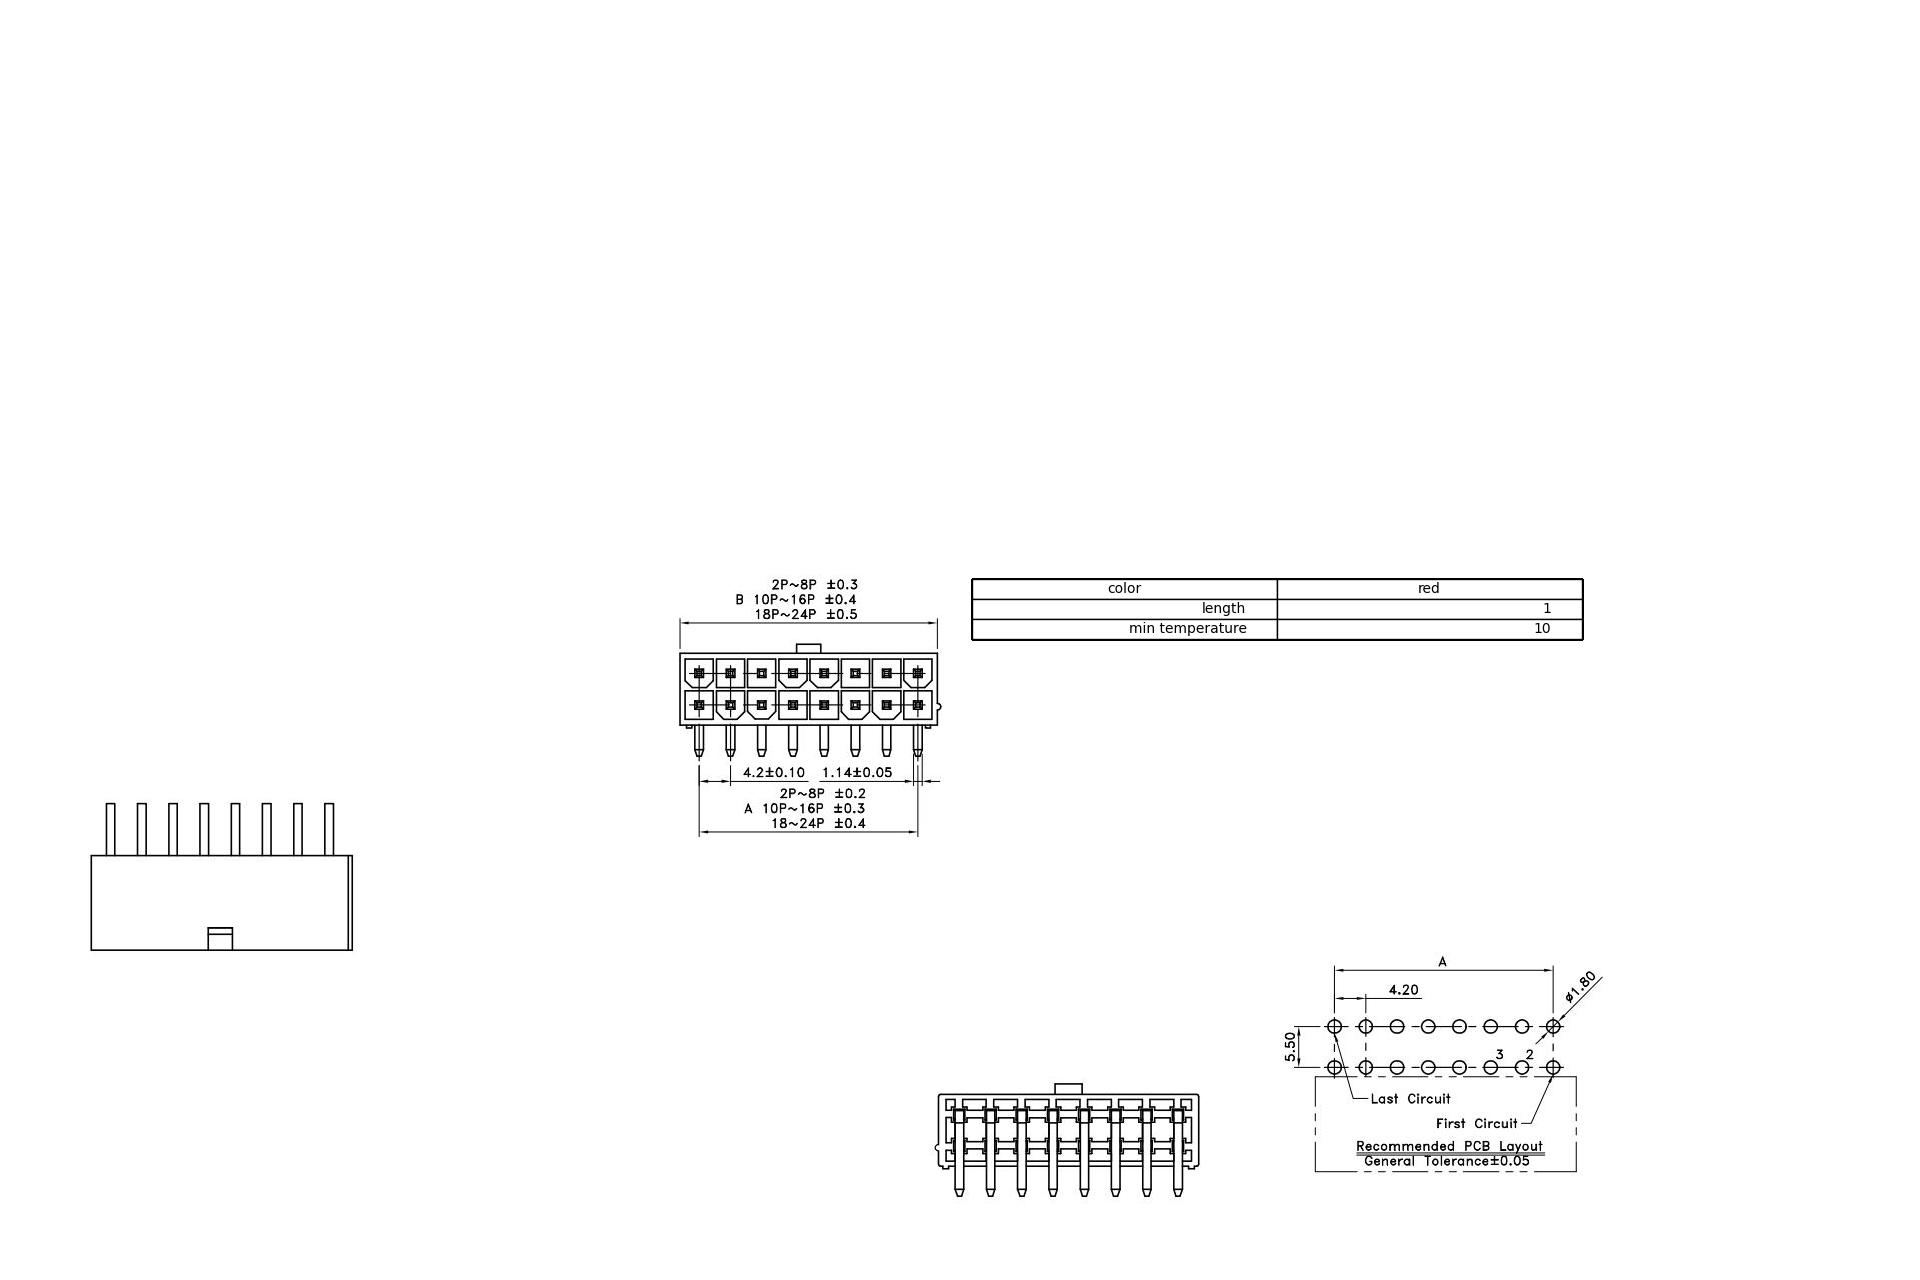 2P~8P ±0.3
B 10P~16P ±0.4
18P~24P ±0.5
color red
length 1
min temperature 10
4.2±0.10 1.14±0.05
2P~8P ±0.2
A 10P~16P ±0.3
18~24P ±0.4
A
4.20
ø1.80
5.50
3 2
Last Circuit
First Circuit
Recommended PCB Layout
General Tolerance±0.05